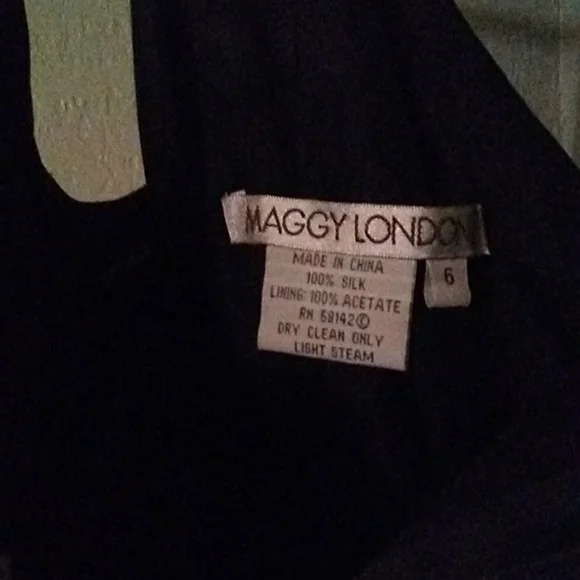 MAGGY LONDON
6
MADE IN CHINA
100% SILK
LINING: 100% ACETATE
RN 58142©
DRY CLEAN ONLY
LIGHT STEAM